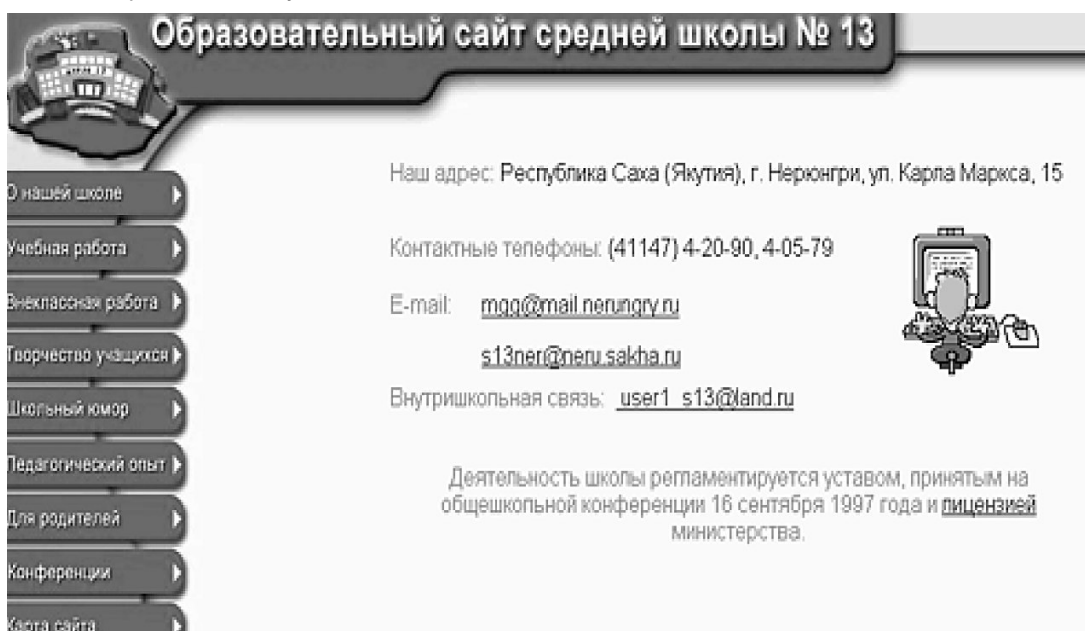 Образовательный сайт средней школы № 13
О нашей школе
Учебная работа
Внеклассная работа
Творчество учащихся
Школьный юмор
Педагогический опыт
Для родителей
Конференции
Карта сайта
Наш адрес: Республика Саха (Якутия), г. Нерюнгри, ул. Карла Маркса, 15
Контактные телефоны: (41147) 4-20-90, 4-05-79
E-mail: mgg@mail.nerungry.ru
s13ner@neru.sakha.ru
Внутришкольная связь: user1_s13@land.ru
Деятельность школы регламентируется уставом, принятым на
общешкольной конференции 16 сентября 1997 года и лицензией
министерства.